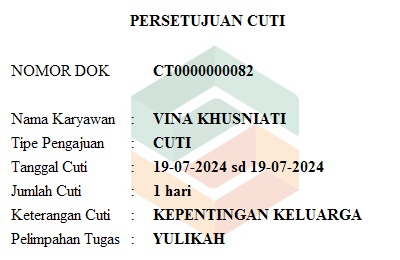 PERSETUJUAN CUTI
NOMOR DOK CT0000000082
Nama Karyawan : VINA KHUSNIATI
Tipe Pengajuan : CUTI
Tanggal Cuti : 19-07-2024 sd 19-07-2024
Jumlah Cuti : 1 hari
Keterangan Cuti : KEPENTINGAN KELUARGA
Pelimpahan Tugas : YULIKAH